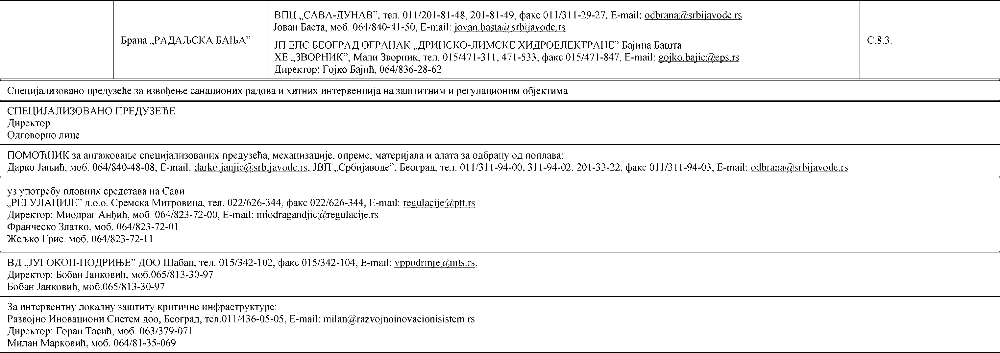 Брана „РАДАЉСКА БАЊА”
ВПЦ „САВА-ДУНАВ”, тел. 011/201-81-48, 201-81-49, факс 011/311-29-27, E-mail: odbrana@srbijavode.rs
Јован Баста, моб. 064/840-41-50, E-mail: jovan.basta@srbijavode.rs
ЈП ЕПС БЕОГРАД ОГРАНАК „ДРИНСКО-ЛИМСКЕ ХИДРОЕЛЕКТРАНЕ” Бајина Башта
ХЕ „ЗВОРНИК”, Мали Зворник, тел. 015/471-311, 471-533, факс 015/471-847, E-mail: gojko.bajic@eps.rs
Директор: Гојко Бајић, 064/836-28-62
С.8.3.
Специјализовано предузеће за извођење санационих радова и хитних интервенција на заштитним и регулационим објектима
СПЕЦИЈАЛИЗОВАНО ПРЕДУЗЕЋЕ
Директор
Одговорно лице
ПОМОЋНИК за ангажовање специјализованих предузећа, механизације, опреме, материјала и алата за одбрану од поплава:
Дарко Јањић, моб. 064/840-48-08, E-mail: darko.janjic@srbijavode.rs, ЈВП „Србијаводе”, Београд, тел. 011/311-94-00, 311-94-02, 201-33-22, факс 011/311-94-03, E-mail: odbrana@srbijavode.rs
уз употребу пловних средстава на Сави
„РЕГУЛАЦИЈЕ” д.о.о. Сремска Митровица, тел. 022/626-344, факс 022/626-344, E-mail: regulacije@ptt.rs
Директор: Миодраг Анђић, моб. 064/823-72-00, E-mail: miodragandjic@regulacije.rs
Франческо Златко, моб. 064/823-72-01
Жељко Грис. моб. 064/823-72-11
ВД „ЈУГОКОП-ПОДРИЊЕ” ДОО Шабац, тел. 015/342-102, факс 015/342-104, E-mail: vppodrinje@mts.rs,
Директор: Бобан Јанковић, моб.065/813-30-97
Бобан Јанковић, моб.065/813-30-97
За интервентну локалну заштиту критичне инфраструктуре:
Развојно Иновациони Систем доо, Београд, тел.011/436-05-05, E-mail: milan@razvojnoinovacionisistem.rs
Директор: Горан Тасић, моб. 063/379-071
Милан Марковић, моб. 064/81-35-069